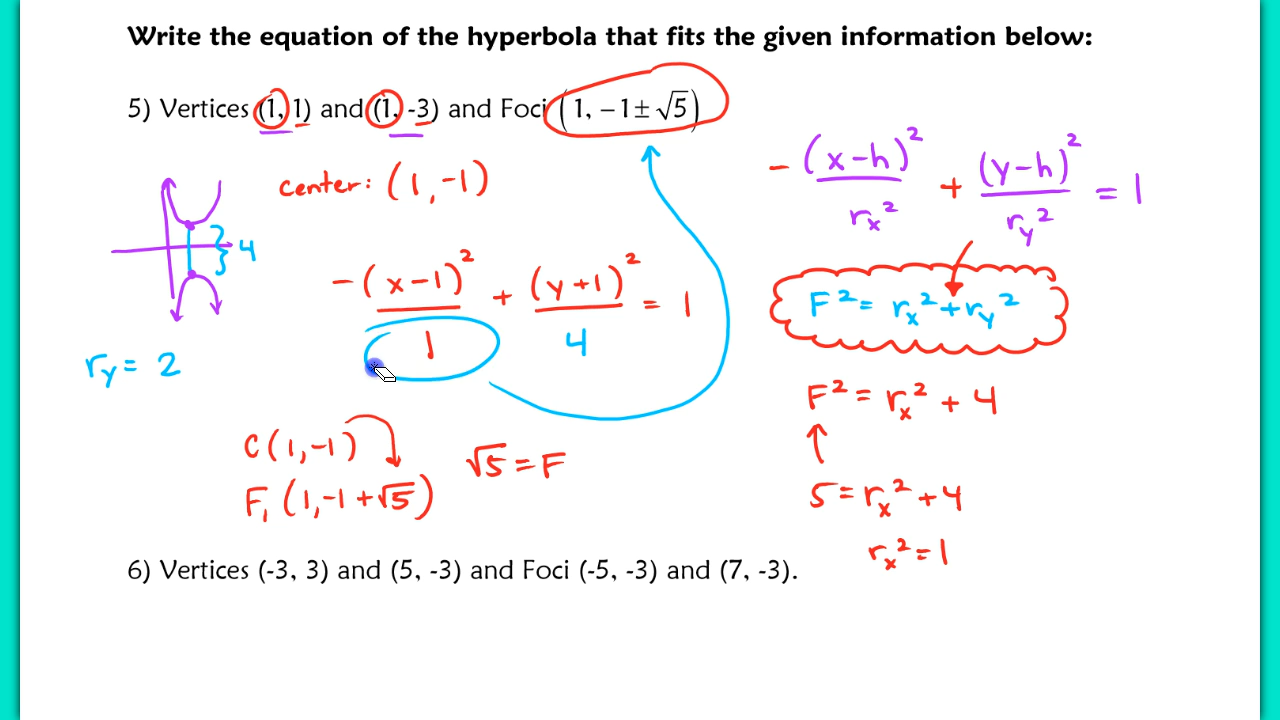 Write the equation of the hyperbola that fits the given information below:
5) Vertices (1, 1) and (1, -3) and Foci (1, −1± √5)
center: (1, -1)
-(x-h)²/rx² + (y-h)²/ry² = 1
4
-(x-1)²/1 + (y+1)²/4 = 1
F² = rx² + ry²
ry = 2
F² = rx² + 4
C (1, -1)
√5 = F
F₁ (1, -1 + √5)
5 = rx² + 4
rx² = 1
6) Vertices (-3, 3) and (5, -3) and Foci (-5, -3) and (7, -3).